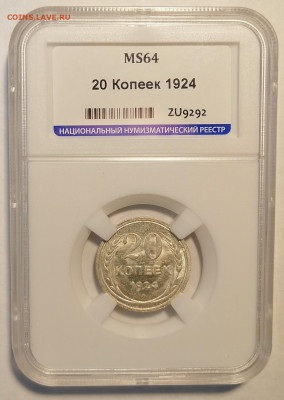 COINS.LAVE.RU
MS64
20 Копеек 1924
ZU9292
НАЦИОНАЛЬНЫЙ НУМИЗМАТИЧЕСКИЙ РЕЕСТР
20
КОПЕЕК
1924